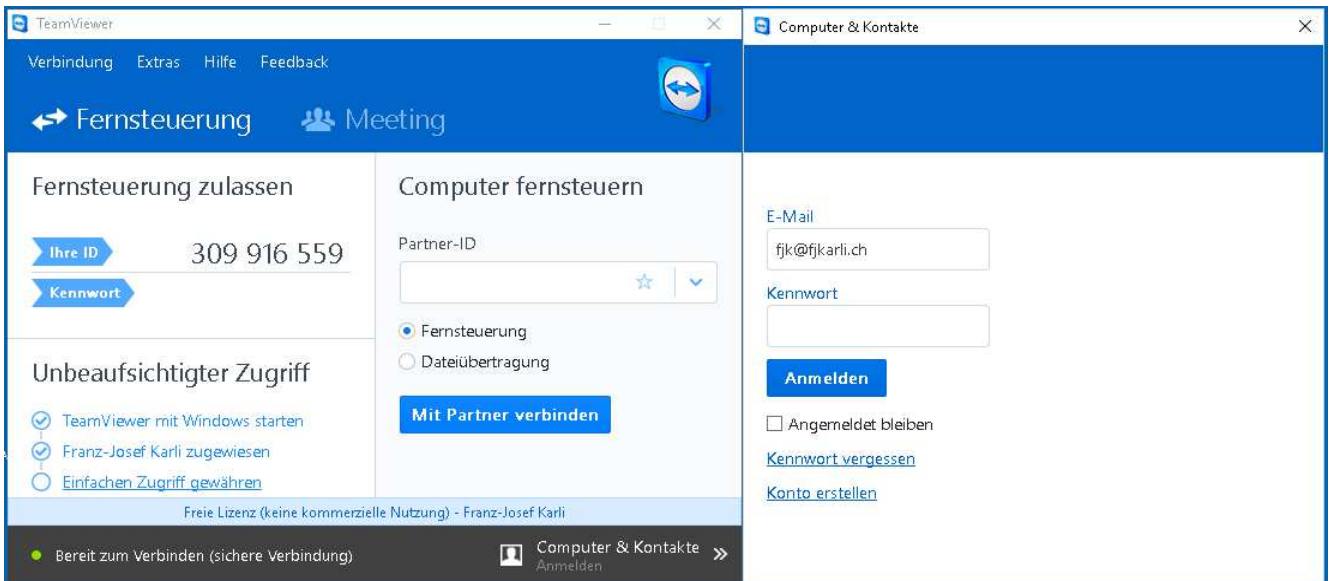 TeamViewer
Verbindung Extras Hilfe Feedback
Fernsteuerung Meeting
Fernsteuerung zulassen
Ihre ID 309 916 559
Kennwort
Unbeaufsichtigter Zugriff
TeamViewer mit Windows starten
Franz-Josef Karli zugewiesen
Einfachen Zugriff gewähren
Computer fernsteuern
Partner-ID
Fernsteuerung
Dateiübertragung
Mit Partner verbinden
Freie Lizenz (keine kommerzielle Nutzung) - Franz-Josef Karli
Bereit zum Verbinden (sichere Verbindung)
Computer & Kontakte
Anmelden
Computer & Kontakte
E-Mail
fjk@fjkarli.ch
Kennwort
Anmelden
Angemeldet bleiben
Kennwort vergessen
Konto erstellen